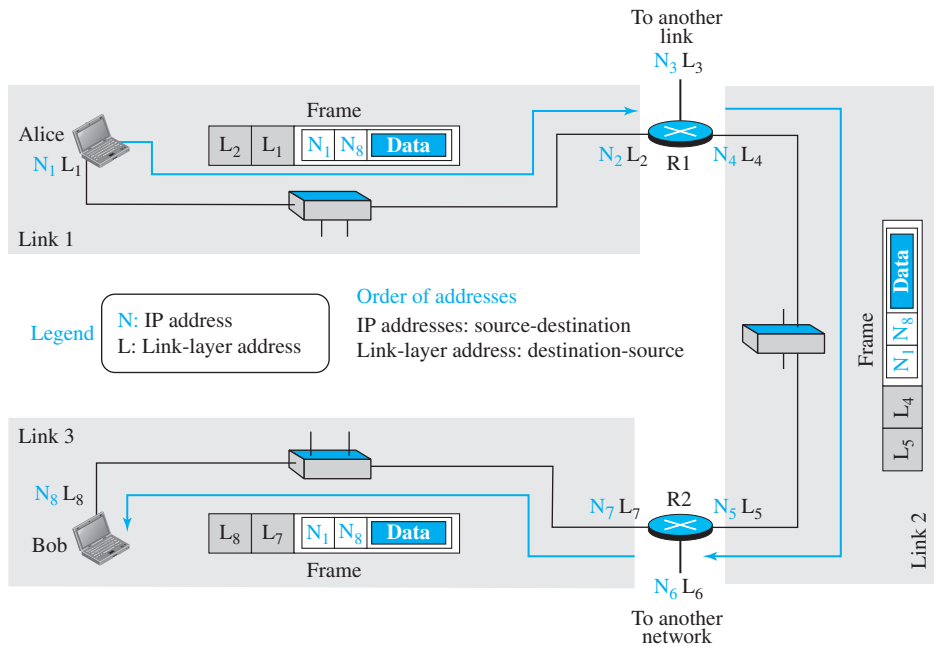 To another
link
N3 L3
Frame
Alice
L2 L1 N1 N8 Data
N1 L1
N2 L2
R1
N4 L4
Link 1
Legend
N: IP address
L: Link-layer address
Order of addresses
IP addresses: source-destination
Link-layer address: destination-source
Frame
L5 L4 N1 N8 Data
Link 2
Link 3
N8 L8
Bob
L8 L7 N1 N8 Data
Frame
N7 L7
R2
N5 L5
N6 L6
To another
network